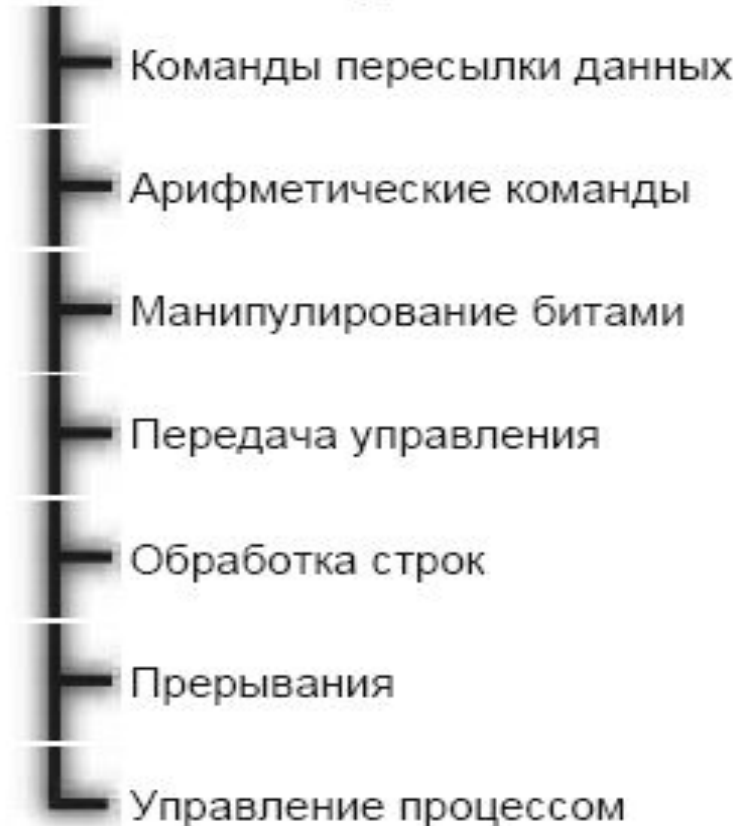 Команды пересылки данных
Арифметические команды
Манипулирование битами
Передача управления
Обработка строк
Прерывания
Управление процессом